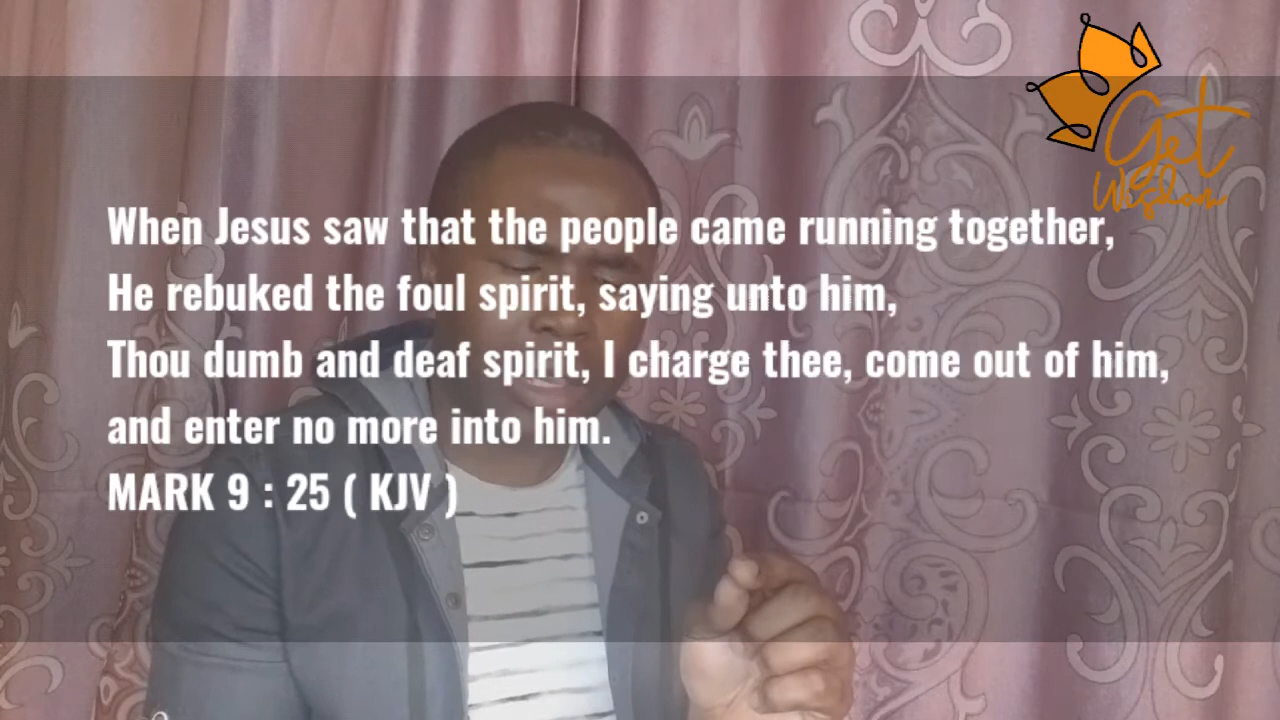 Get
Wisdom
When Jesus saw that the people came running together,
He rebuked the foul spirit, saying unto him,
Thou dumb and deaf spirit, I charge thee, come out of him,
and enter no more into him.
MARK 9 : 25 ( KJV )